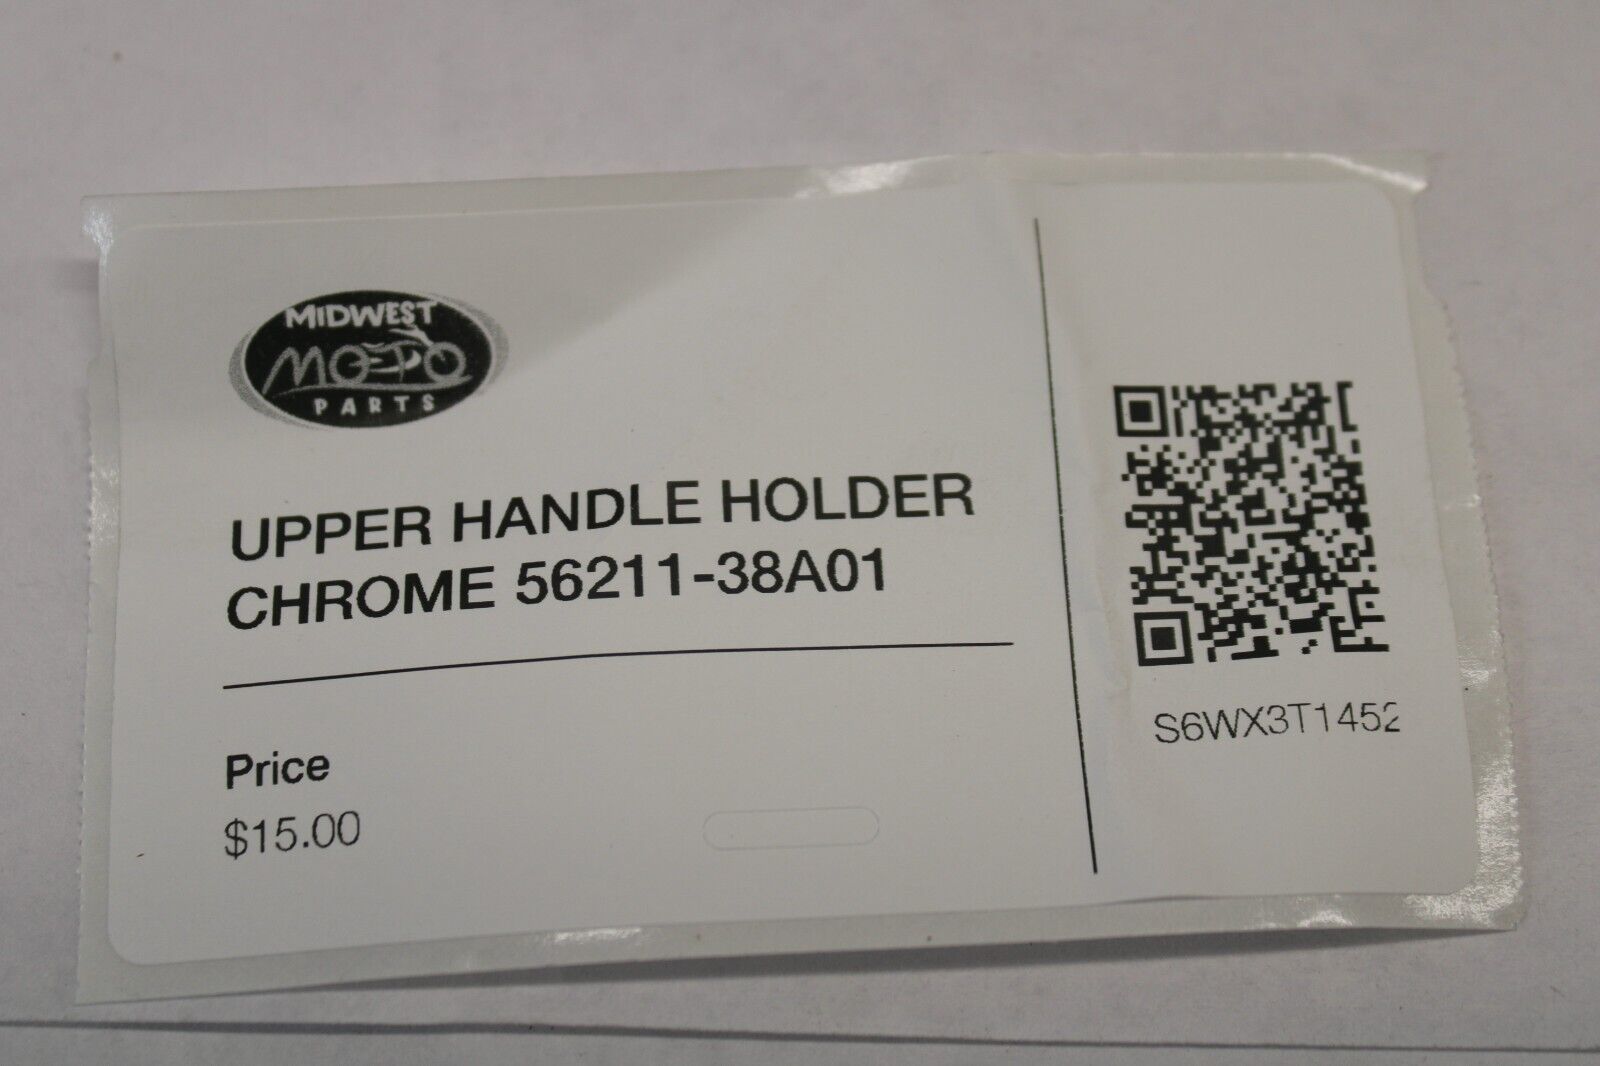 MIDWEST
MOTO
PARTS
UPPER HANDLE HOLDER
CHROME 56211-38A01
Price
$15.00
S6WX3T1452